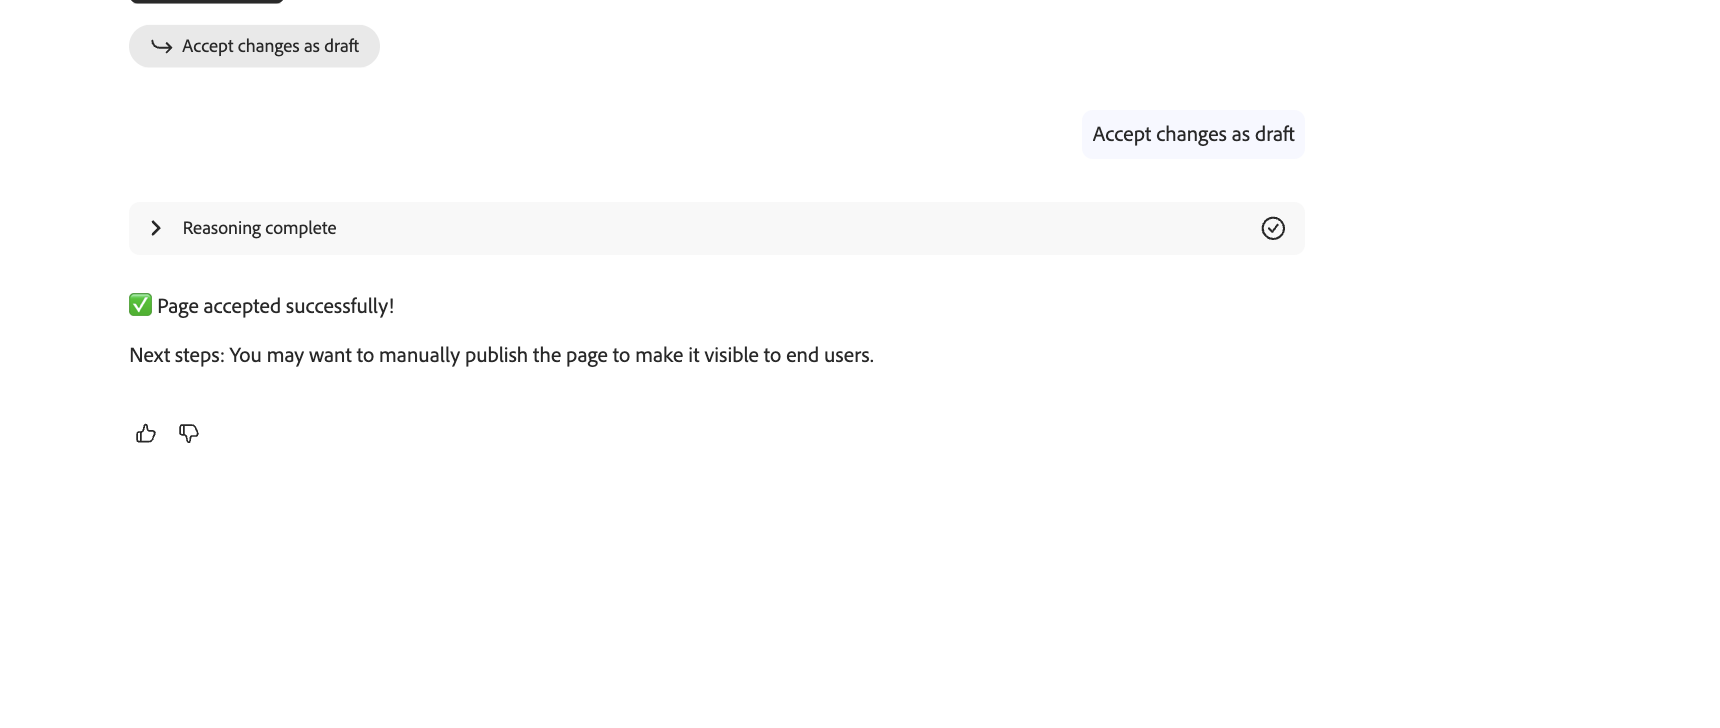 Accept changes as draft
Accept changes as draft
Reasoning complete
✅ Page accepted successfully!
Next steps: You may want to manually publish the page to make it visible to end users.